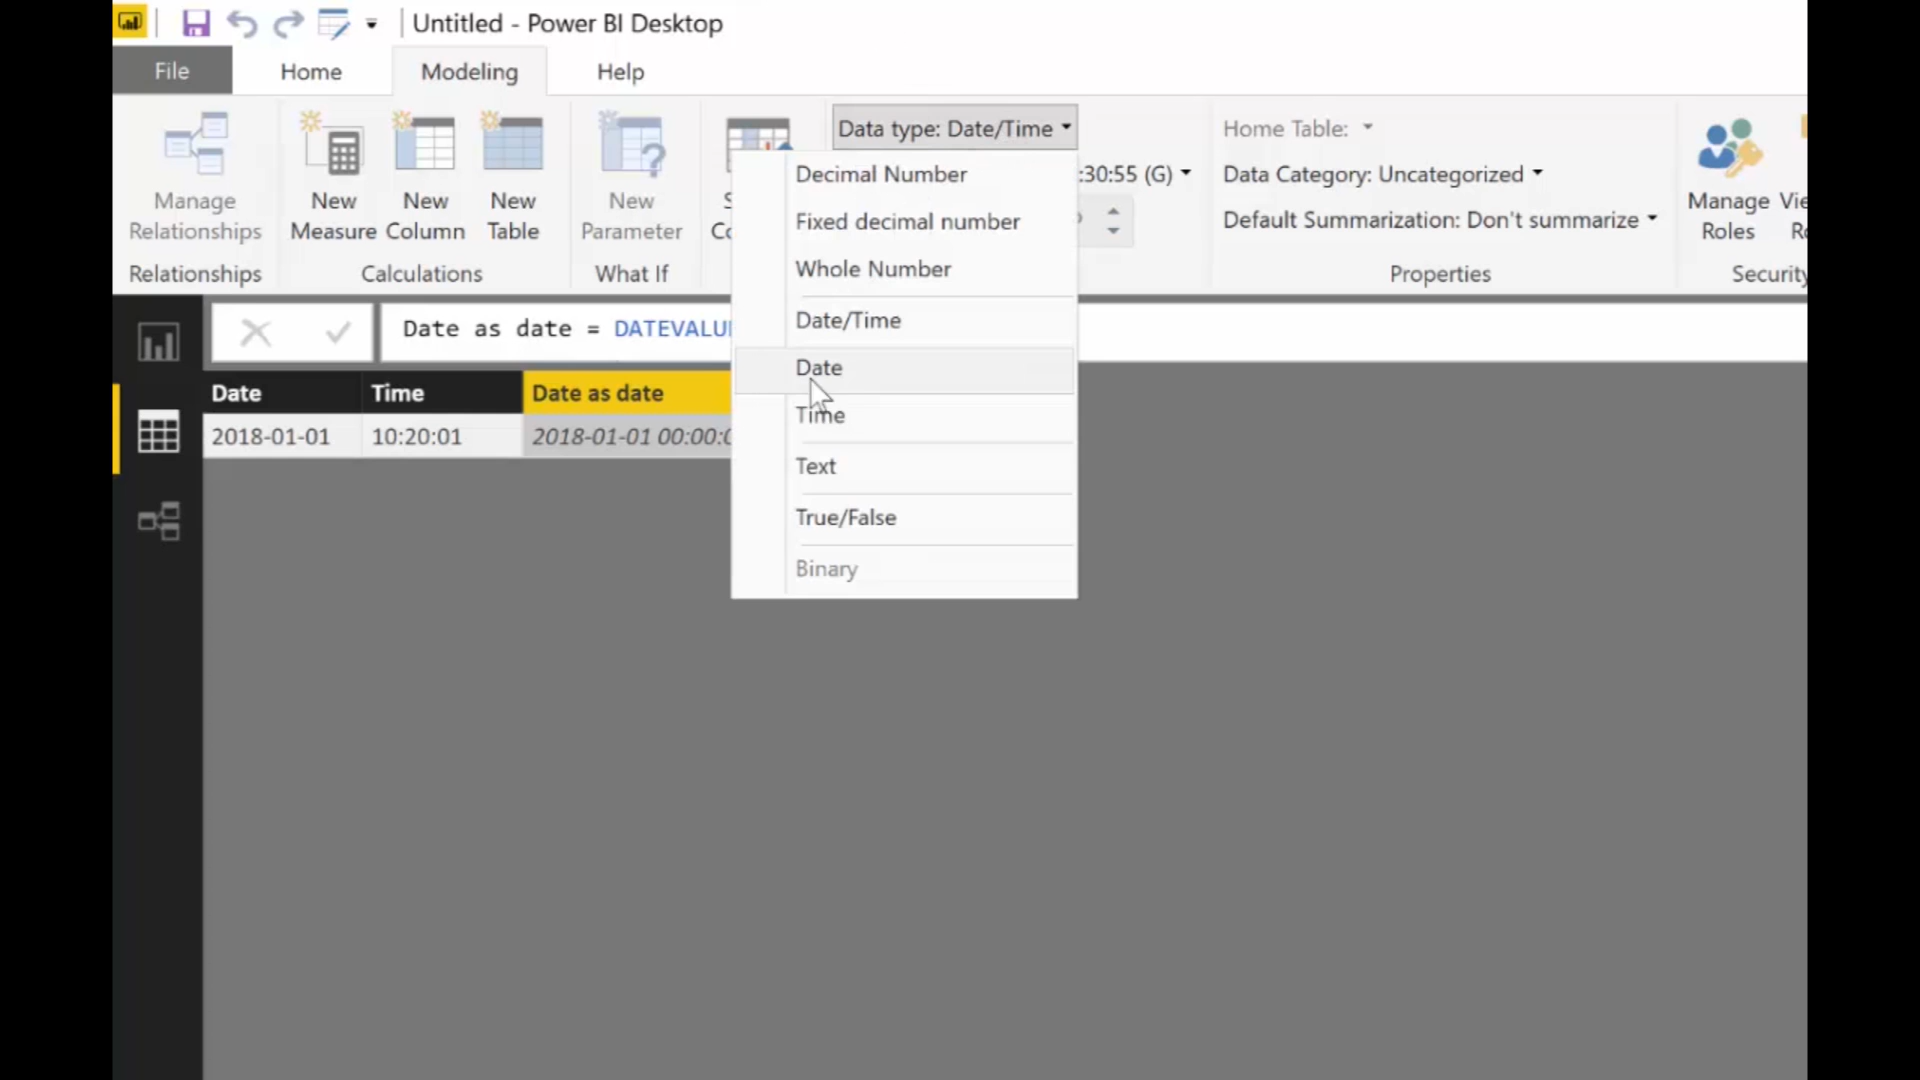 Untitled - Power BI Desktop
File Home Modeling Help
Manage Relationships
New Measure
New Column
New Table
New Parameter
Data type: Date/Time
:30:55 (G)
Home Table:
Data Category: Uncategorized
Default Summarization: Don't summarize
Manage Roles
Relationships
Calculations
What If
Properties
Security
Decimal Number
Fixed decimal number
Whole Number
Date/Time
Date
Time
Text
True/False
Binary
Date as date = DATEVALU
Date Time Date as date
2018-01-01 10:20:01 2018-01-01 00:00:0